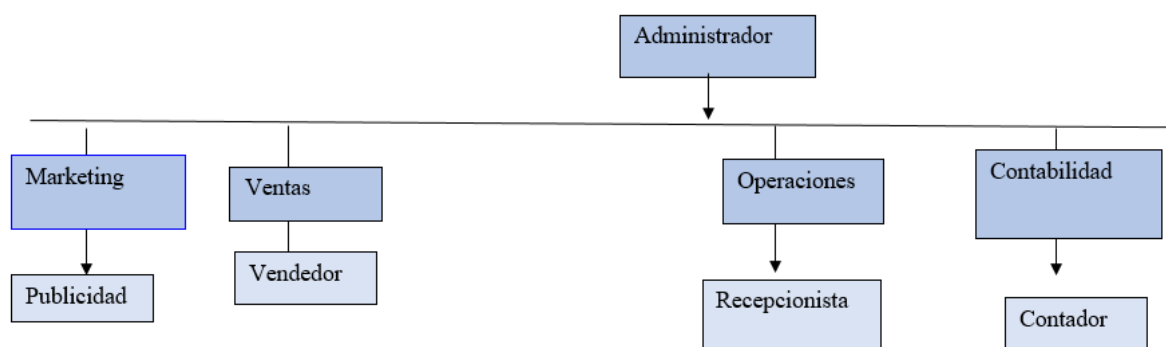 Administrador
Marketing
Ventas
Operaciones
Contabilidad
Publicidad
Vendedor
Recepcionista
Contador